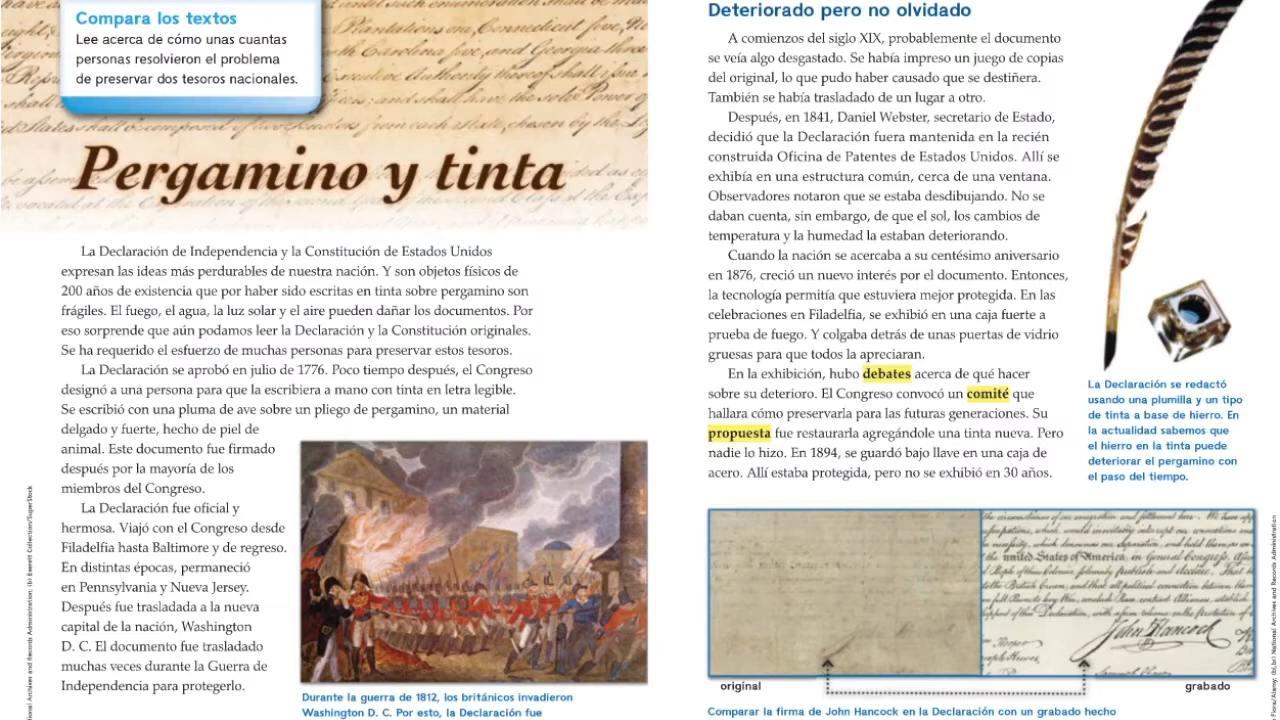 Compara los textos
Lee acerca de cómo unas cuantas
personas resolvieron el problema
de preservar dos tesoros nacionales.
Pergamino y tinta
La Declaración de Independencia y la Constitución de Estados Unidos
expresan las ideas más perdurables de nuestra nación. Y son objetos físicos de
200 años de existencia que por haber sido escritas en tinta sobre pergamino son
frágiles. El fuego, el agua, la luz solar y el aire pueden dañar los documentos. Por
eso sorprende que aún podamos leer la Declaración y la Constitución originales.
Se ha requerido el esfuerzo de muchas personas para preservar estos tesoros.
La Declaración se aprobó en julio de 1776. Poco tiempo después, el Congreso
designó a una persona para que la escribiera a mano con tinta en letra legible.
Se escribió con una pluma de ave sobre un pliego de pergamino, un material
delgado y fuerte, hecho de piel de
animal. Este documento fue firmado
después por la mayoría de los
miembros del Congreso.
La Declaración fue oficial y
hermosa. Viajó con el Congreso desde
Filadelfia hasta Baltimore y de regreso.
En distintas épocas, permaneció
en Pennsylvania y Nueva Jersey.
Después fue trasladada a la nueva
capital de la nación, Washington
D. C. El documento fue trasladado
muchas veces durante la Guerra de
Independencia para protegerlo.
Durante la guerra de 1812, los británicos invadieron
Washington D. C. Por esto, la Declaración fue
Deteriorado pero no olvidado
A comienzos del siglo XIX, probablemente el documento
se veía algo desgastado. Se había impreso un juego de copias
del original, lo que pudo haber causado que se destiñera.
También se había trasladado de un lugar a otro.
Después, en 1841, Daniel Webster, secretario de Estado,
decidió que la Declaración fuera mantenida en la recién
construida Oficina de Patentes de Estados Unidos. Allí se
exhibía en una estructura común, cerca de una ventana.
Observadores notaron que se estaba desdibujando. No se
daban cuenta, sin embargo, de que el sol, los cambios de
temperatura y la humedad la estaban deteriorando.
Cuando la nación se acercaba a su centésimo aniversario
en 1876, creció un nuevo interés por el documento. Entonces,
la tecnología permitía que estuviera mejor protegida. En las
celebraciones en Filadelfia, se exhibió en una caja fuerte a
prueba de fuego. Y colgaba detrás de unas puertas de vidrio
gruesas para que todos la apreciaran.
En la exhibición, hubo debates acerca de qué hacer
sobre su deterioro. El Congreso convocó un comité que
hallara cómo preservarla para las futuras generaciones. Su
propuesta fue restaurarla agregándole una tinta nueva. Pero
nadie lo hizo. En 1894, se guardó bajo llave en una caja de
acero. Allí estaba protegida, pero no se exhibió en 30 años.
La Declaración se redactó
usando una plumilla y un tipo
de tinta a base de hierro. En
la actualidad sabemos que
el hierro en la tinta puede
deteriorar el pergamino con
el paso del tiempo.
united States of America
John Hancock
original
grabado
Comparar la firma de John Hancock en la Declaración con un grabado hecho